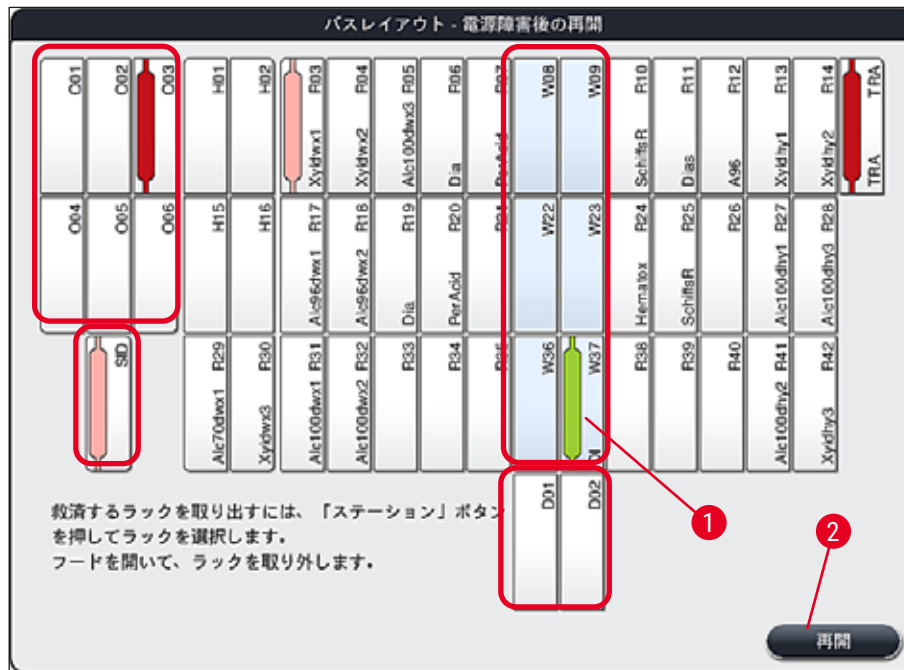 バスレイアウト - 電源障害後の再開
O01
O02
O03
H01
H02
R03 Xyldwx1
R04 Xyldwx2
R05 Alc100dwx3
R06 Dia
R07 PerAcid
W08
W09
R10 SchiffsR
R11 Dias
R12 A96
R13 Xyldhy1
R14 Xyldhy2
TRA TRA
O04
O05
O06
H15
H16
R17 Alc96dwx1
R18 Alc96dwx2
R19 Dia
R20 PerAcid
R21
W22
W23
R24 Hematox
R25 SchiffsR
R26
R27 Alc100dhy1
R28 Alc100dhy3
SID
R29 Alc70dwx1
R30 Xyldwx3
R31 Alc100dwx1
R32 Alc100dwx2
R33
R34
R35
W36
W37 DI
R38
R39
R40
R41 Alc100dhy2
R42 Xyldhy3
D01
D02
救済するラックを取り出すには、「ステーション」ボタン
を押してラックを選択します。
フードを開いて、ラックを取り外します。
1
2
再開